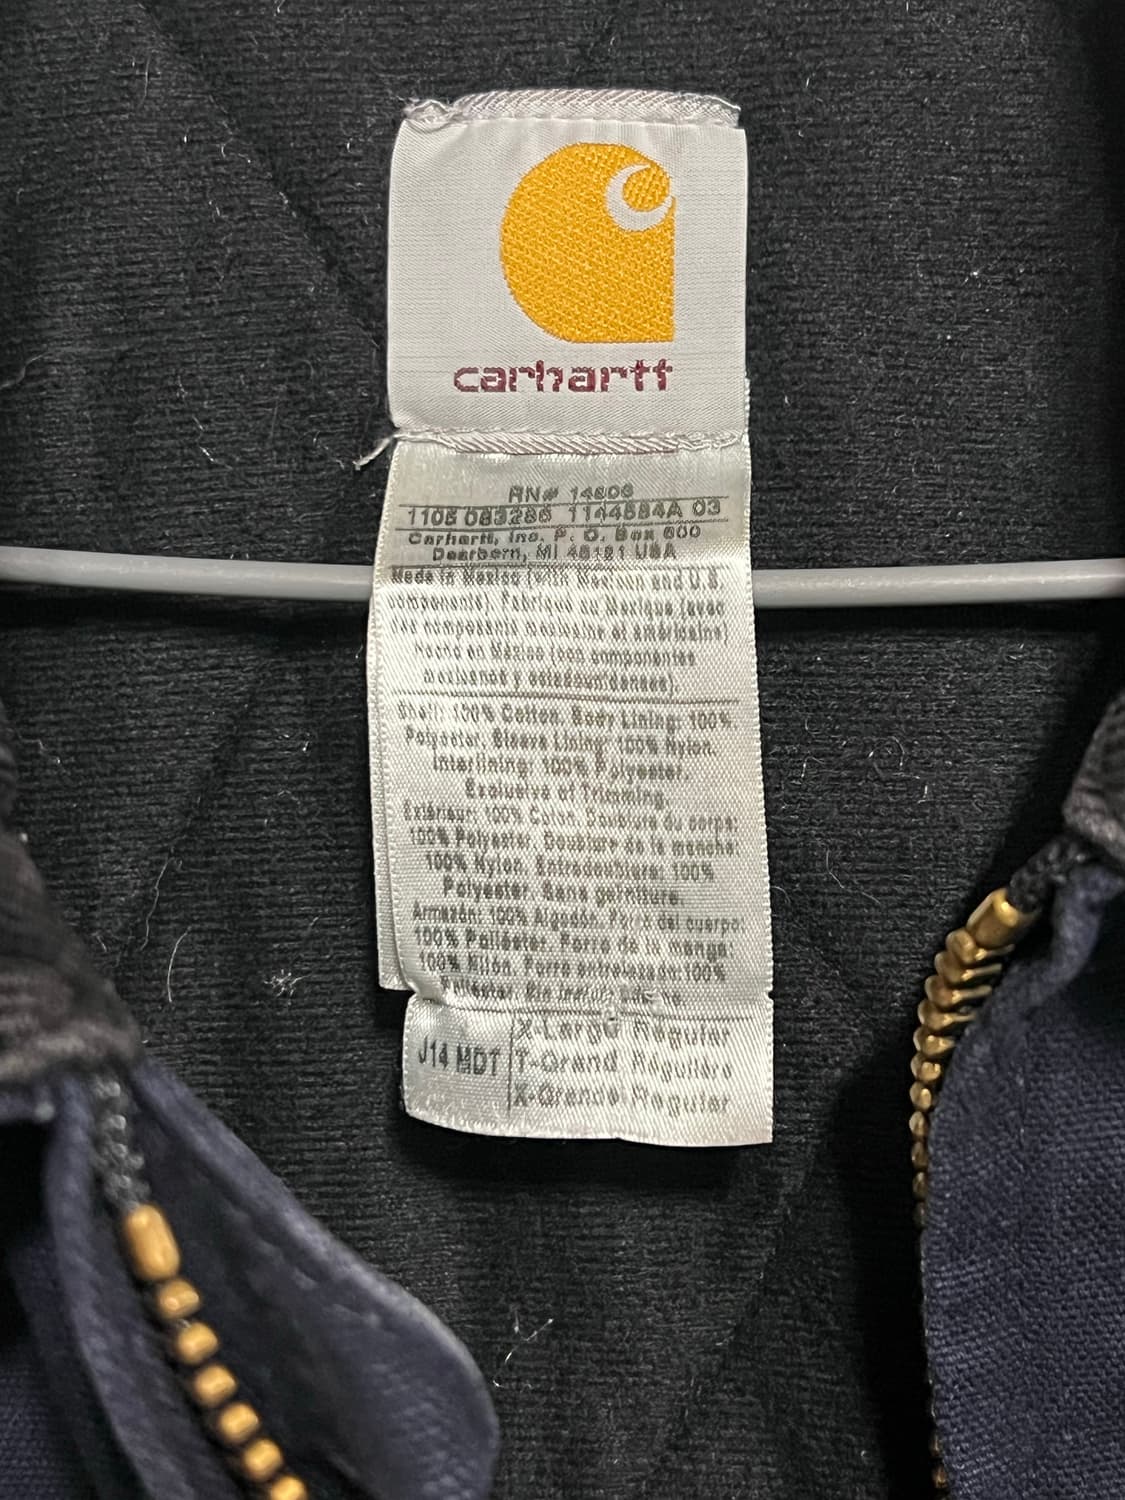 carhartt
RN# 14806
1105 083286 1144884A 03
Carhartt, Inc. P. O. Box 600
Dearborn, MI 48121 USA
Made in Mexico (with Mexican and U.S.
components). Fabriqué au Mexique (avec
des composants mexicains et américains)
Hecho en México (con componentes
mexicanos y estadounidenses).
Shell: 100% Cotton. Body Lining: 100%
Polyester. Sleeve Lining: 100% Nylon.
Interlining: 100% Polyester.
Exclusive of Trimming.
Extérieur: 100% Coton. Doublure du corps:
100% Polyester. Doublure de la manche:
100% Nylon. Entredoublure: 100%
Polyester. Sans garniture.
Armazón: 100% Algodón. Forro del cuerpo:
100% Poliéster. Forro de la manga:
100% Nilón. Forro entrelazado: 100%
Poliéster.
J14 MDT
X-Large Regular
T-Grand Régulière
X-Grande Regular